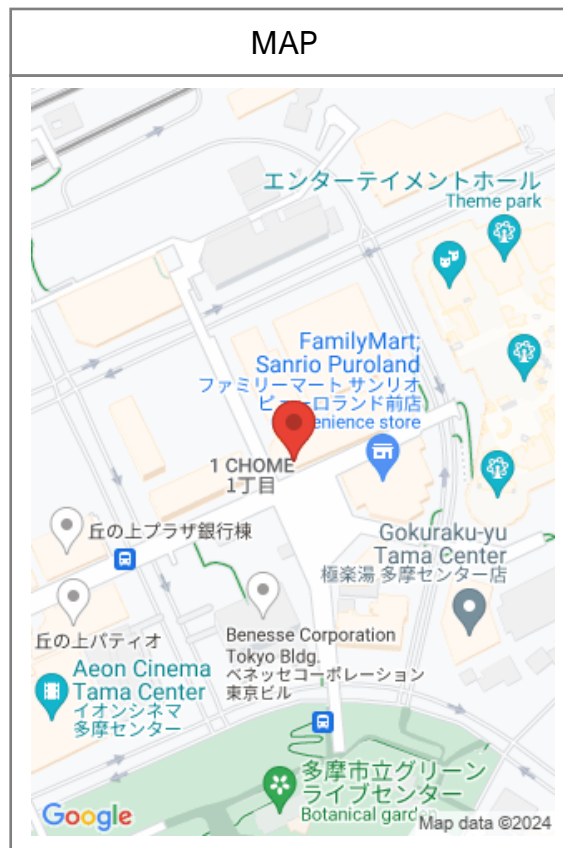 MAP
エンターテイメントホール
Theme park
FamilyMart;
Sanrio Puroland
ファミリーマート サンリオ
ランド前店
store
1 CHOME
1丁目
丘の上プラザ銀行棟
Gokuraku-yu
Tama Center
極楽湯 多摩センター店
丘の上パティオ
Benesse Corporation
Tokyo Bldg.
ベネッセコーポレーション
東京ビル
Aeon Cinema
Tama Center
イオンシネマ
多摩センター
多摩市立グリーン
ライブセンター
Botanical
Google
Map data ©2024